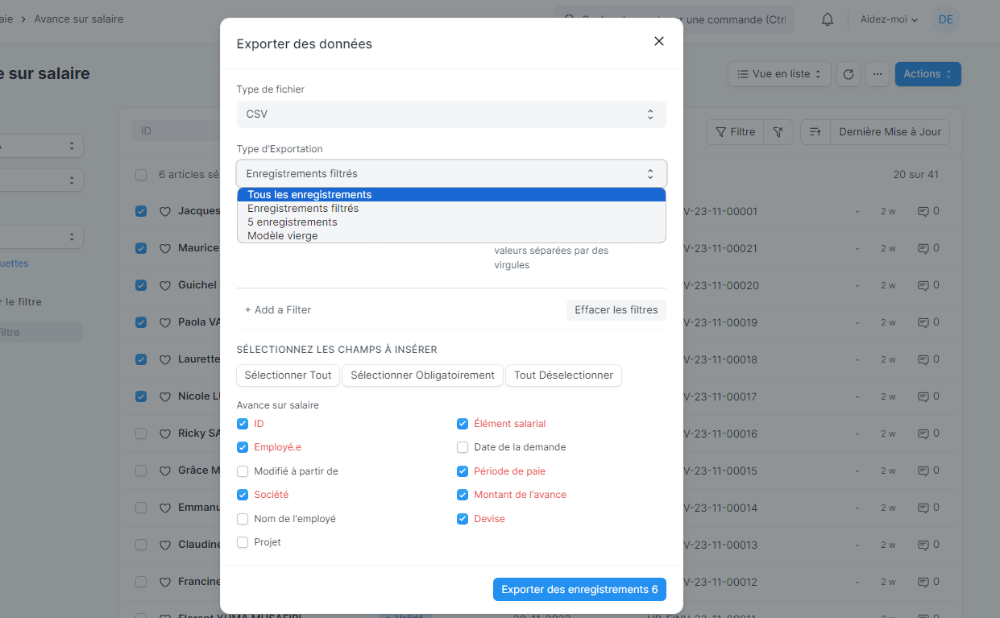 aie > Avance sur salaire
une commande (Ctrl
Aidez-moi
DE
Exporter des données
e sur salaire
Vue en liste
Actions
Type de fichier
CSV
ID
Filtre
Dernière Mise à Jour
Type d'Exportation
Enregistrements filtrés
6 articles sé
20 sur 41
Tous les enregistrements
Enregistrements filtrés
5 enregistrements
Modèle vierge
Jacques
V-23-11-00001
-
2 w
0
Maurice
V-23-11-00021
-
2 w
0
valeurs séparées par des
virgules
uettes
Guichel
V-23-11-00020
-
2 w
0
r le filtre
+ Add a Filter
Effacer les filtres
Paola VA
V-23-11-00019
-
2 w
0
filtre
SÉLECTIONNEZ LES CHAMPS À INSÉRER
Laurette
V-23-11-00018
-
2 w
0
Sélectionner Tout
Sélectionner Obligatoirement
Tout Déselectionner
Nicole LU
V-23-11-00017
-
2 w
0
Avance sur salaire
ID
Élément salarial
Ricky SA
V-23-11-00016
-
2 w
0
Employé.e
Date de la demande
Modifié à partir de
Période de paie
Grâce M
V-23-11-00015
-
2 w
0
Société
Montant de l'avance
Emmanu
V-23-11-00014
-
2 w
0
Nom de l'employé
Devise
Projet
Claudine
V-23-11-00013
-
2 w
0
Francine
V-23-11-00012
-
2 w
0
Exporter des enregistrements 6